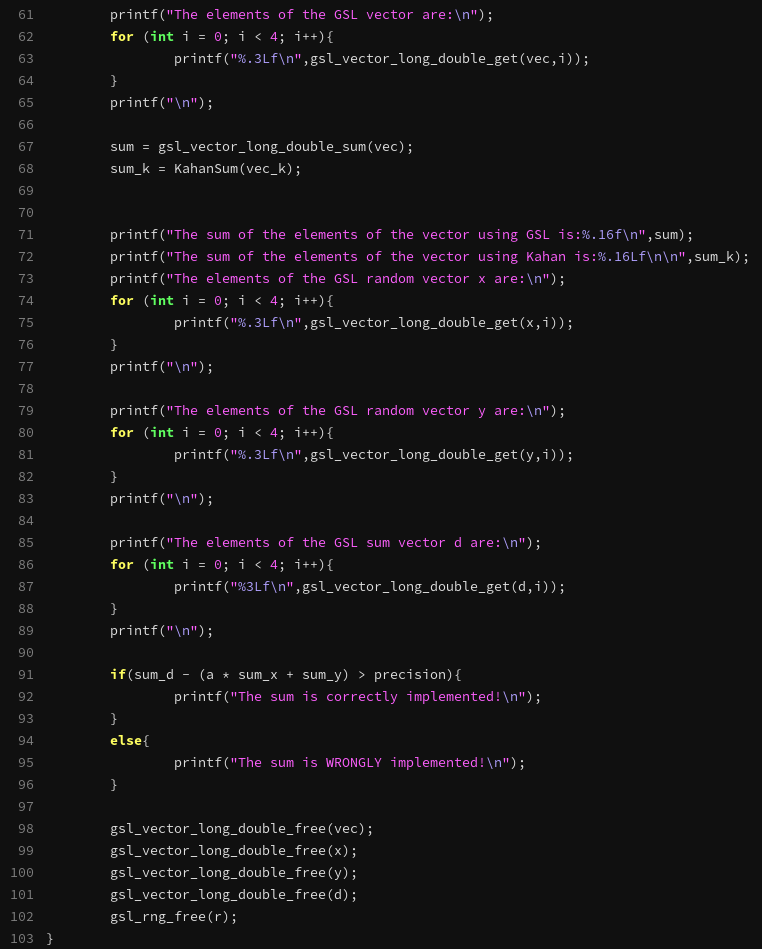 61 printf("The elements of the GSL vector are:\n");
62 for (int i = 0; i < 4; i++){
63 printf("%.3Lf\n",gsl_vector_long_double_get(vec,i));
64 }
65 printf("\n");
66
67 sum = gsl_vector_long_double_sum(vec);
68 sum_k = KahanSum(vec_k);
69
70
71 printf("The sum of the elements of the vector using GSL is:%.16f\n",sum);
72 printf("The sum of the elements of the vector using Kahan is:%.16Lf\n\n",sum_k);
73 printf("The elements of the GSL random vector x are:\n");
74 for (int i = 0; i < 4; i++){
75 printf("%.3Lf\n",gsl_vector_long_double_get(x,i));
76 }
77 printf("\n");
78
79 printf("The elements of the GSL random vector y are:\n");
80 for (int i = 0; i < 4; i++){
81 printf("%.3Lf\n",gsl_vector_long_double_get(y,i));
82 }
83 printf("\n");
84
85 printf("The elements of the GSL sum vector d are:\n");
86 for (int i = 0; i < 4; i++){
87 printf("%3Lf\n",gsl_vector_long_double_get(d,i));
88 }
89 printf("\n");
90
91 if(sum_d - (a * sum_x + sum_y) > precision){
92 printf("The sum is correctly implemented!\n");
93 }
94 else{
95 printf("The sum is WRONGLY implemented!\n");
96 }
97
98 gsl_vector_long_double_free(vec);
99 gsl_vector_long_double_free(x);
100 gsl_vector_long_double_free(y);
101 gsl_vector_long_double_free(d);
102 gsl_rng_free(r);
103 }